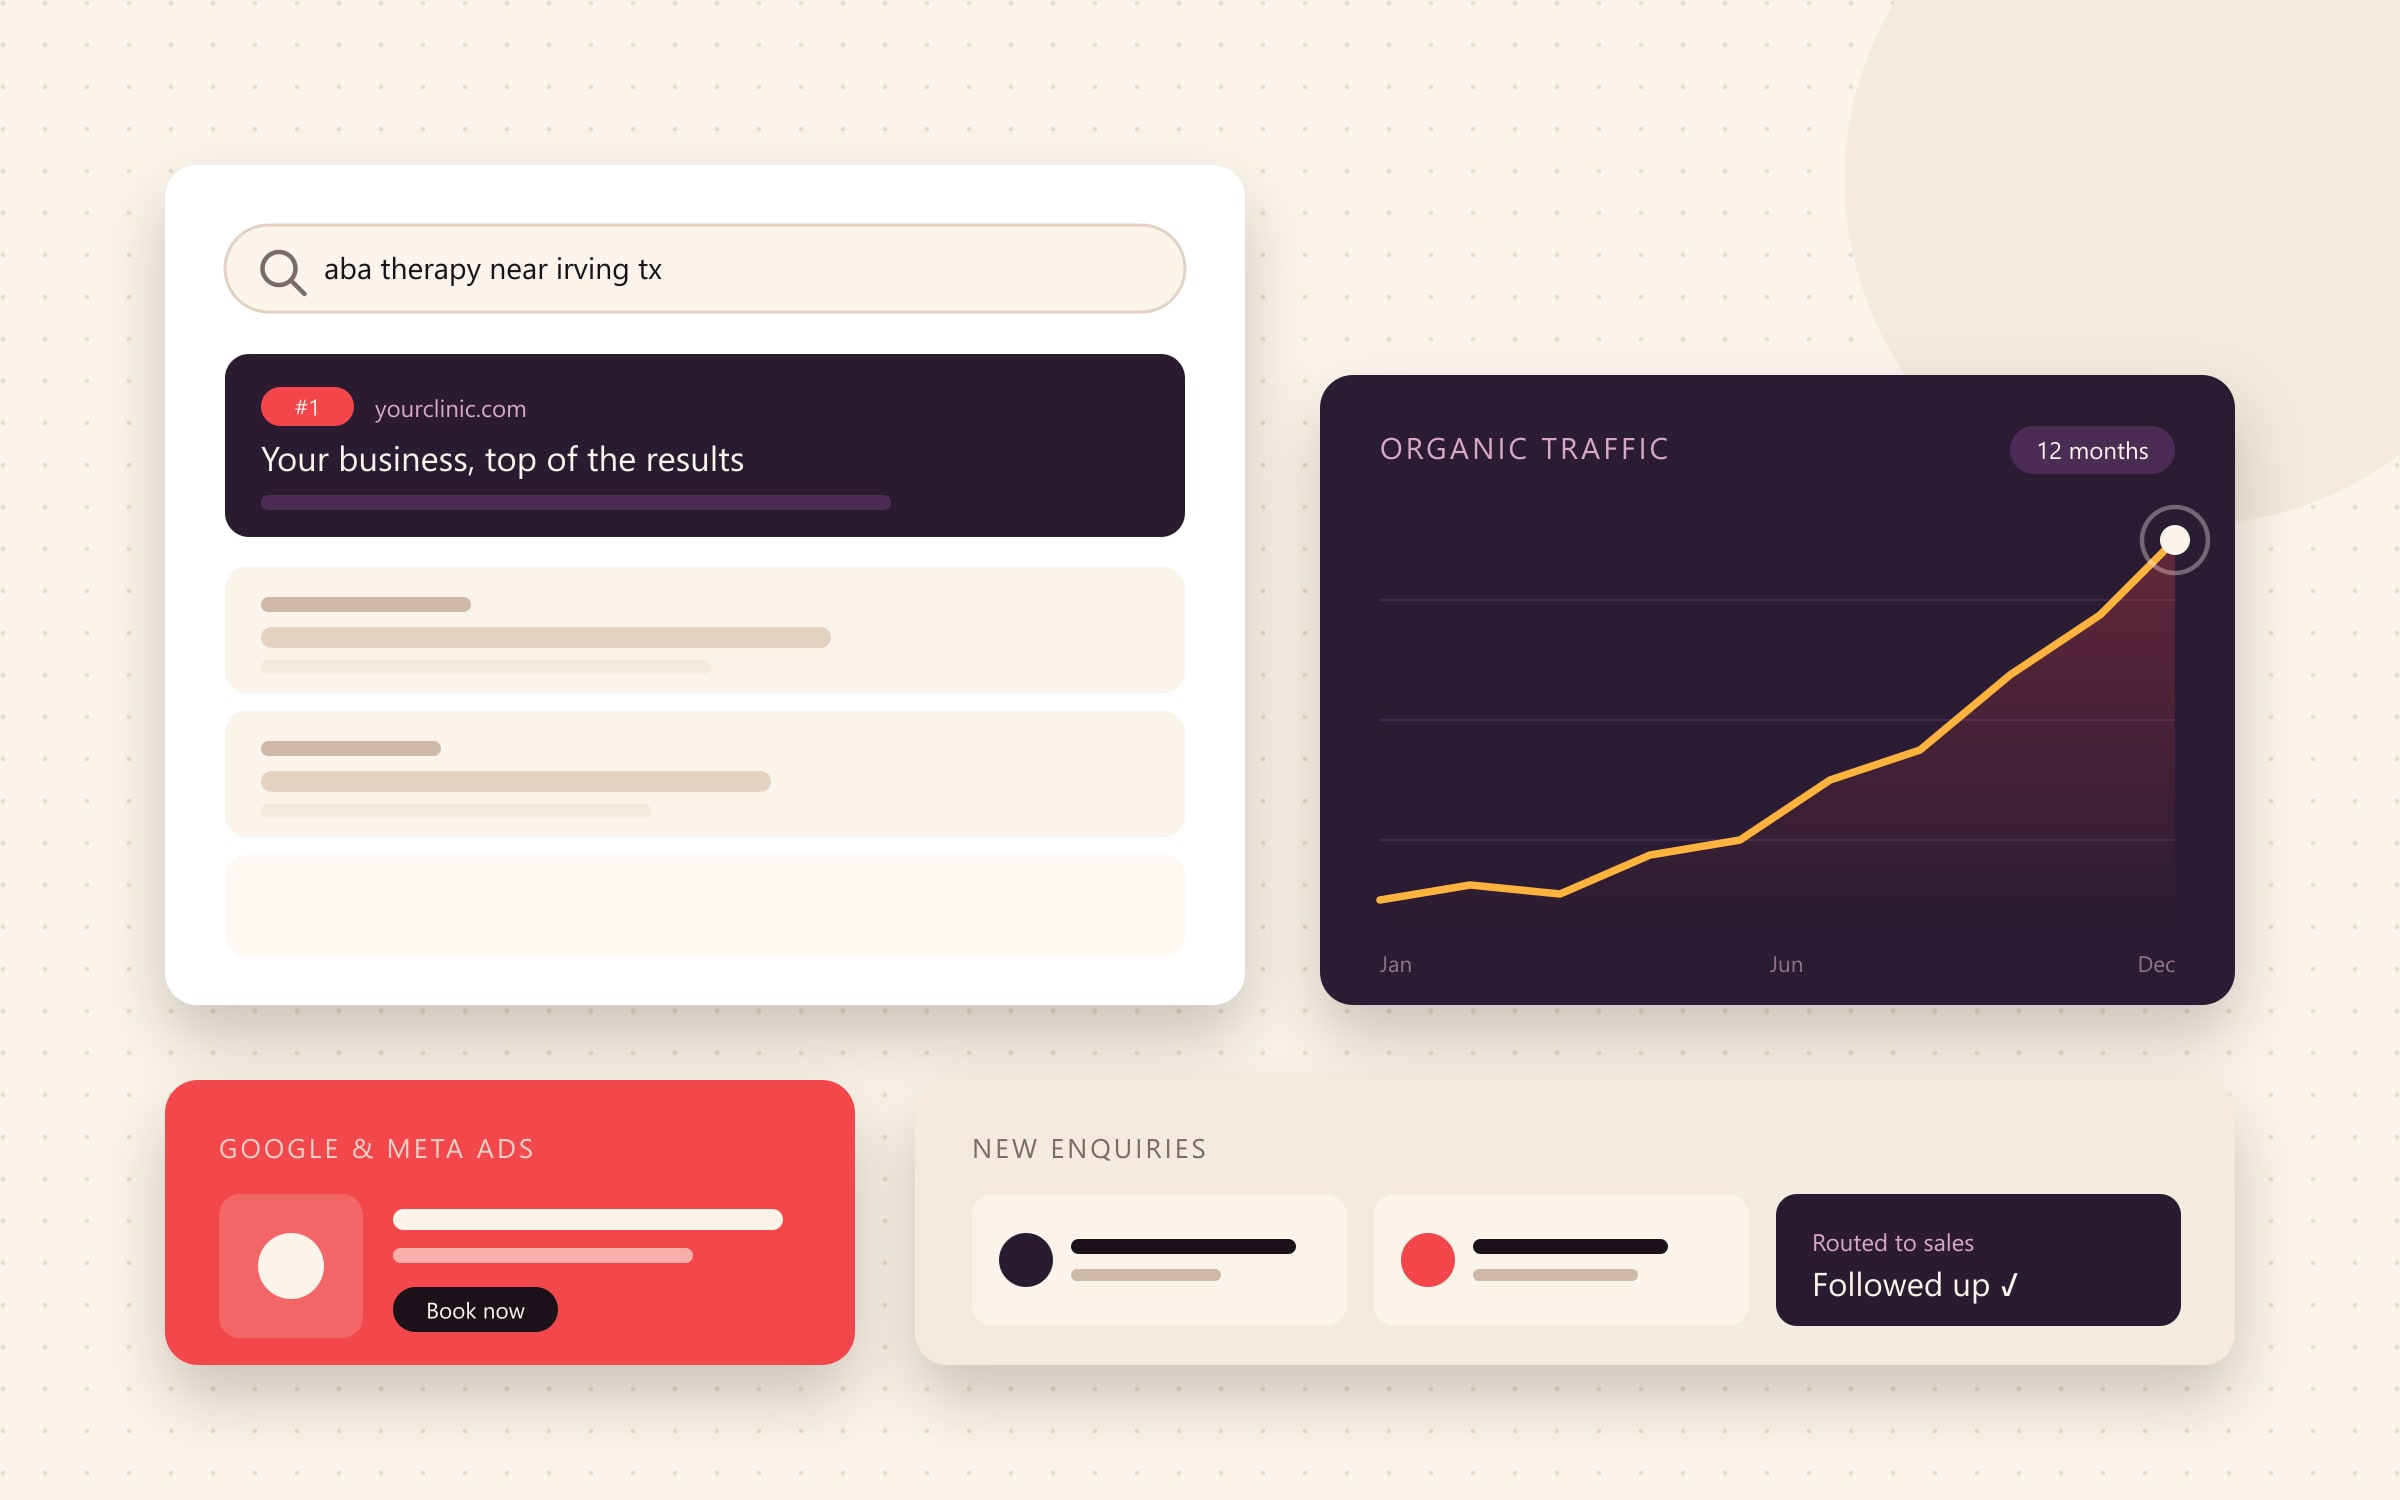 aba therapy near irving tx
#1 yourclinic.com
Your business, top of the results
ORGANIC TRAFFIC
12 months
Jan Jun Dec
GOOGLE & META ADS
Book now
NEW ENQUIRIES
Routed to sales
Followed up ✓